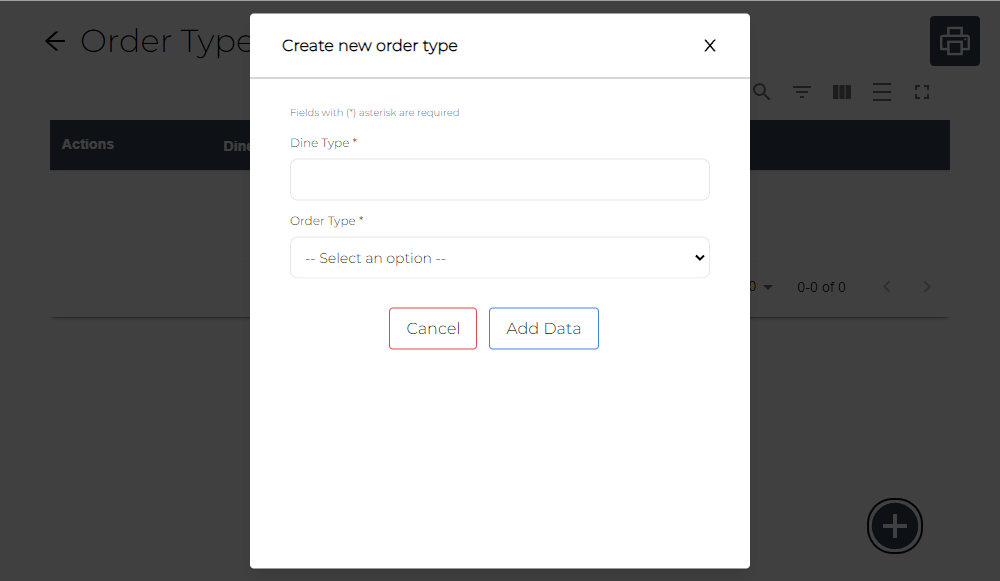 Order Type
Create new order type
X
Fields with (*) asterisk are required
Actions
Dine
Dine Type *
Order Type *
-- Select an option --
0-0 of 0
Cancel
Add Data